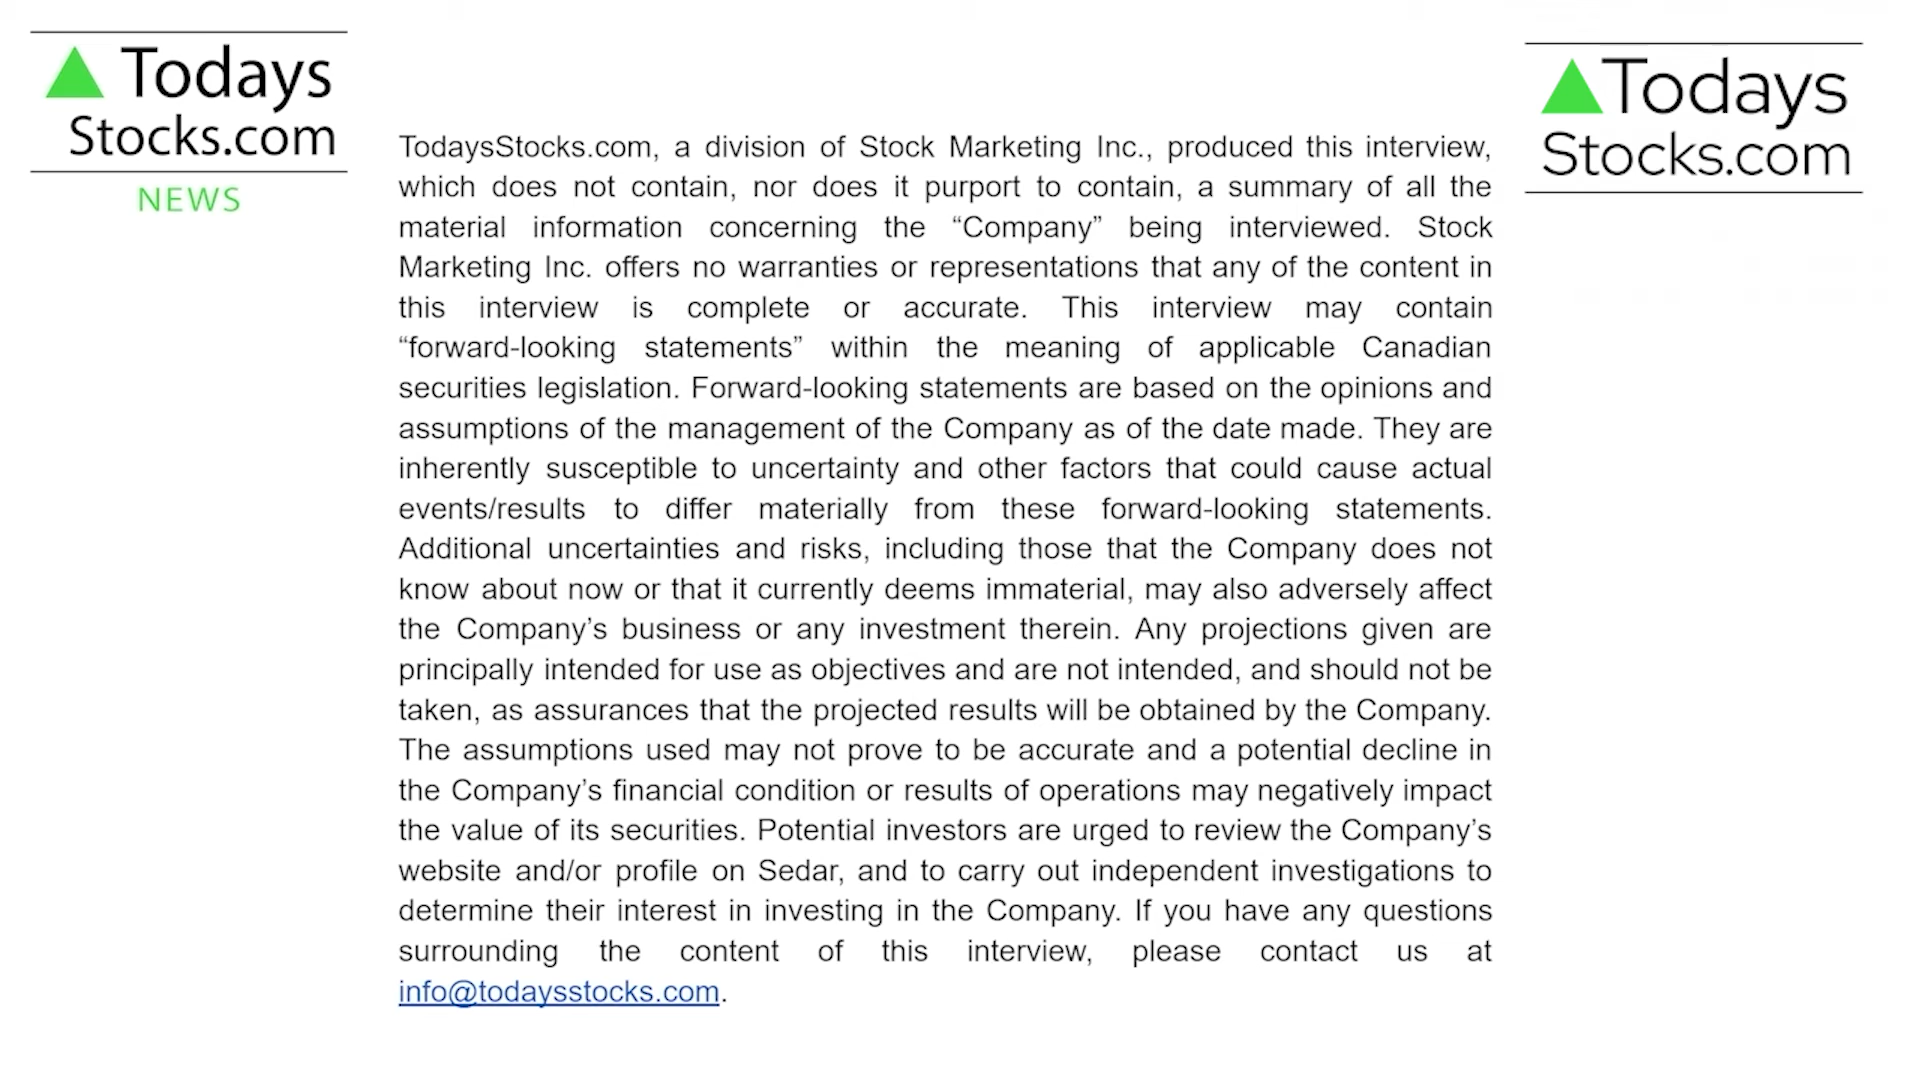 Todays
Stocks.com
NEWS
Todays
Stocks.com
TodaysStocks.com, a division of Stock Marketing Inc., produced this interview,
which does not contain, nor does it purport to contain, a summary of all the
material information concerning the “Company” being interviewed. Stock
Marketing Inc. offers no warranties or representations that any of the content in
this interview is complete or accurate. This interview may contain
“forward-looking statements” within the meaning of applicable Canadian
securities legislation. Forward-looking statements are based on the opinions and
assumptions of the management of the Company as of the date made. They are
inherently susceptible to uncertainty and other factors that could cause actual
events/results to differ materially from these forward-looking statements.
Additional uncertainties and risks, including those that the Company does not
know about now or that it currently deems immaterial, may also adversely affect
the Company’s business or any investment therein. Any projections given are
principally intended for use as objectives and are not intended, and should not be
taken, as assurances that the projected results will be obtained by the Company.
The assumptions used may not prove to be accurate and a potential decline in
the Company’s financial condition or results of operations may negatively impact
the value of its securities. Potential investors are urged to review the Company’s
website and/or profile on Sedar, and to carry out independent investigations to
determine their interest in investing in the Company. If you have any questions
surrounding the content of this interview, please contact us at
info@todaysstocks.com.